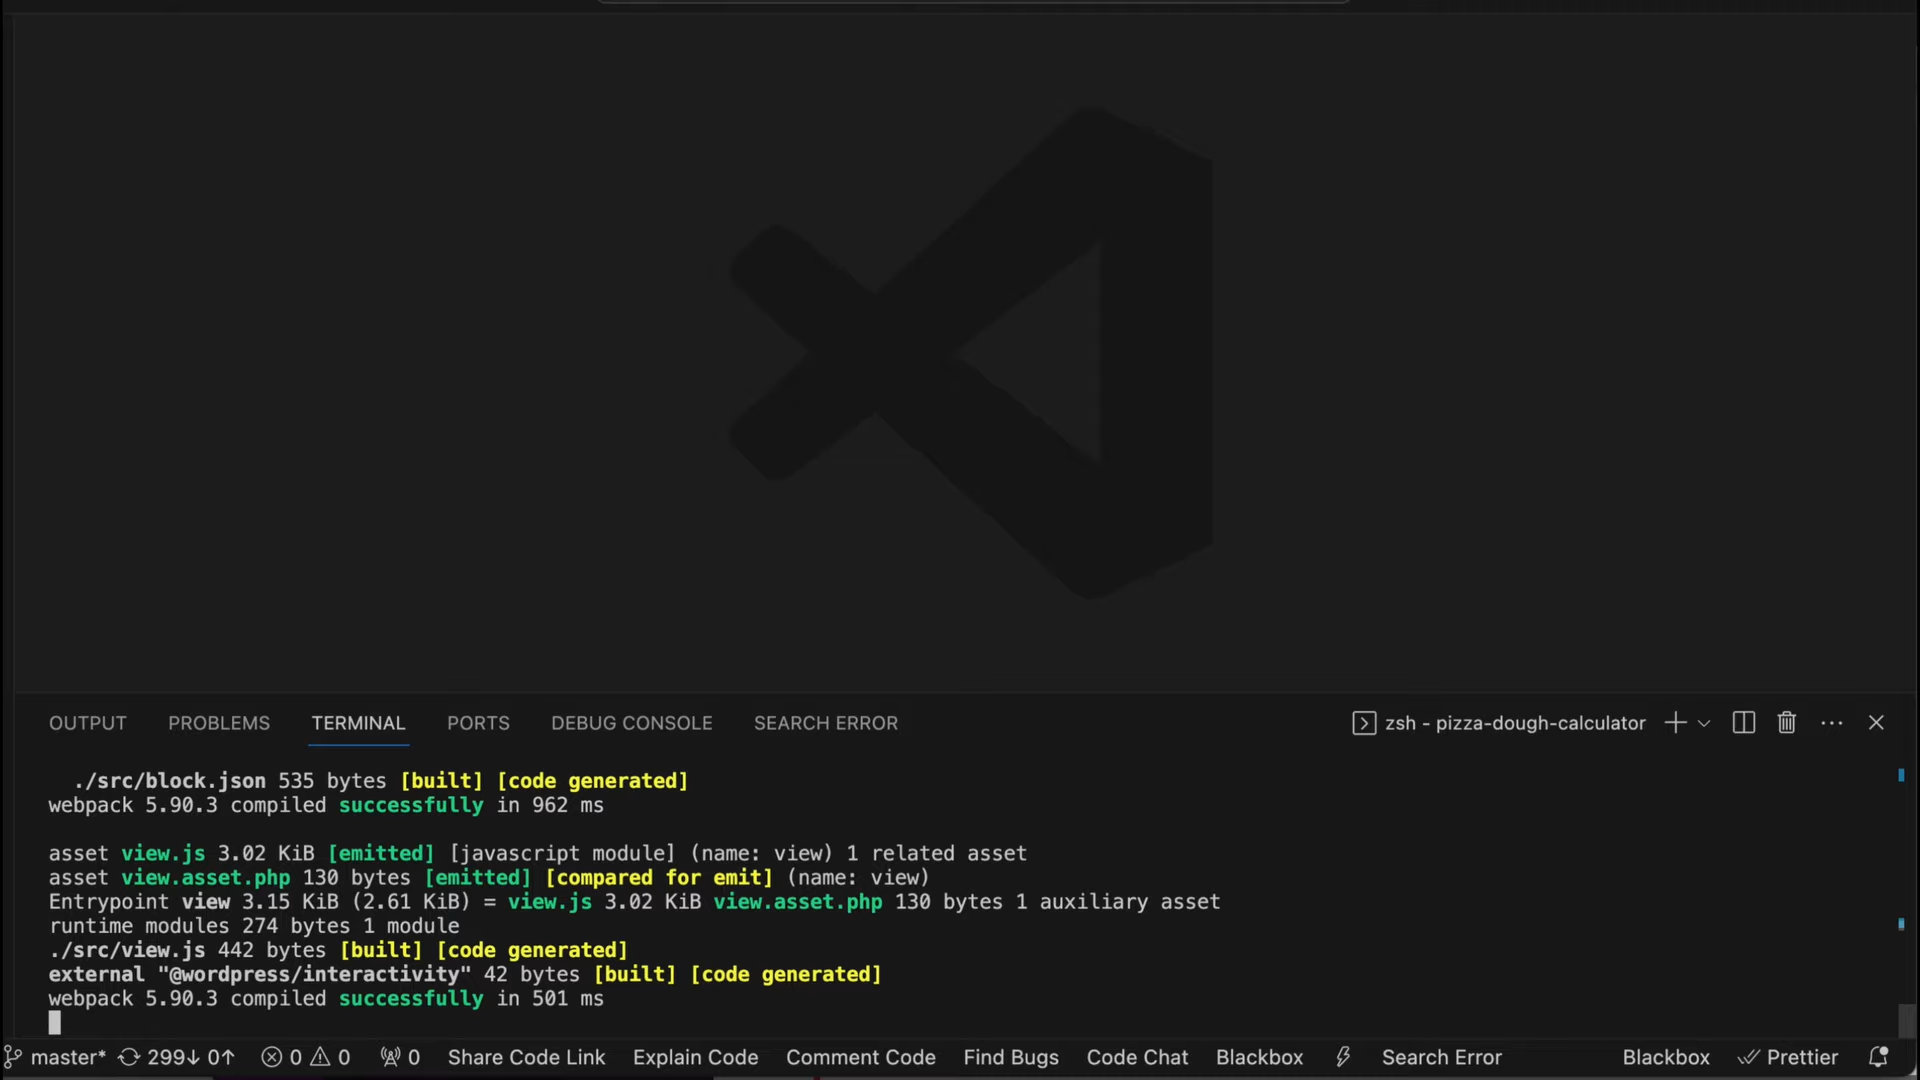 OUTPUT PROBLEMS TERMINAL PORTS DEBUG CONSOLE SEARCH ERROR zsh - pizza-dough-calculator
./src/block.json 535 bytes [built] [code generated]
webpack 5.90.3 compiled successfully in 962 ms
asset view.js 3.02 KiB [emitted] [javascript module] (name: view) 1 related asset
asset view.asset.php 130 bytes [emitted] [compared for emit] (name: view)
Entrypoint view 3.15 KiB (2.61 KiB) = view.js 3.02 KiB view.asset.php 130 bytes 1 auxiliary asset
runtime modules 274 bytes 1 module
./src/view.js 442 bytes [built] [code generated]
external "@wordpress/interactivity" 42 bytes [built] [code generated]
webpack 5.90.3 compiled successfully in 501 ms
master* 299↓ 0↑ 0 0 0 Share Code Link Explain Code Comment Code Find Bugs Code Chat Blackbox Search Error Blackbox Prettier